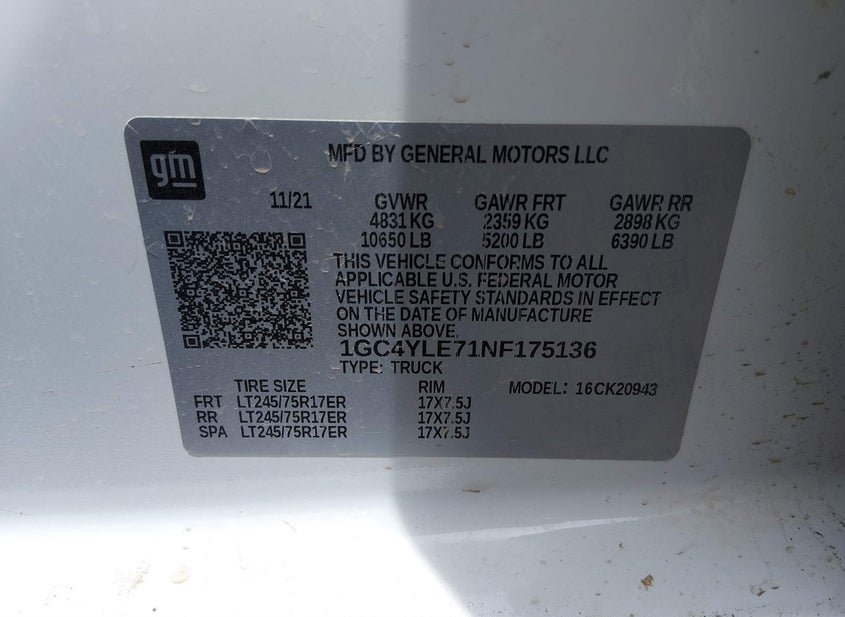 gm
MFD BY GENERAL MOTORS LLC
11/21 GVWR GAWR FRT GAWR RR
4831 KG 2359 KG 2898 KG
10650 LB 5200 LB 6390 LB
THIS VEHICLE CONFORMS TO ALL
APPLICABLE U.S. FEDERAL MOTOR
VEHICLE SAFETY STANDARDS IN EFFECT
ON THE DATE OF MANUFACTURE
SHOWN ABOVE.
1GC4YLE71NF175136
TYPE: TRUCK
TIRE SIZE RIM MODEL: 16CK20943
FRT LT245/75R17ER 17X7.5J
RR LT245/75R17ER 17X7.5J
SPA LT245/75R17ER 17X7.5J